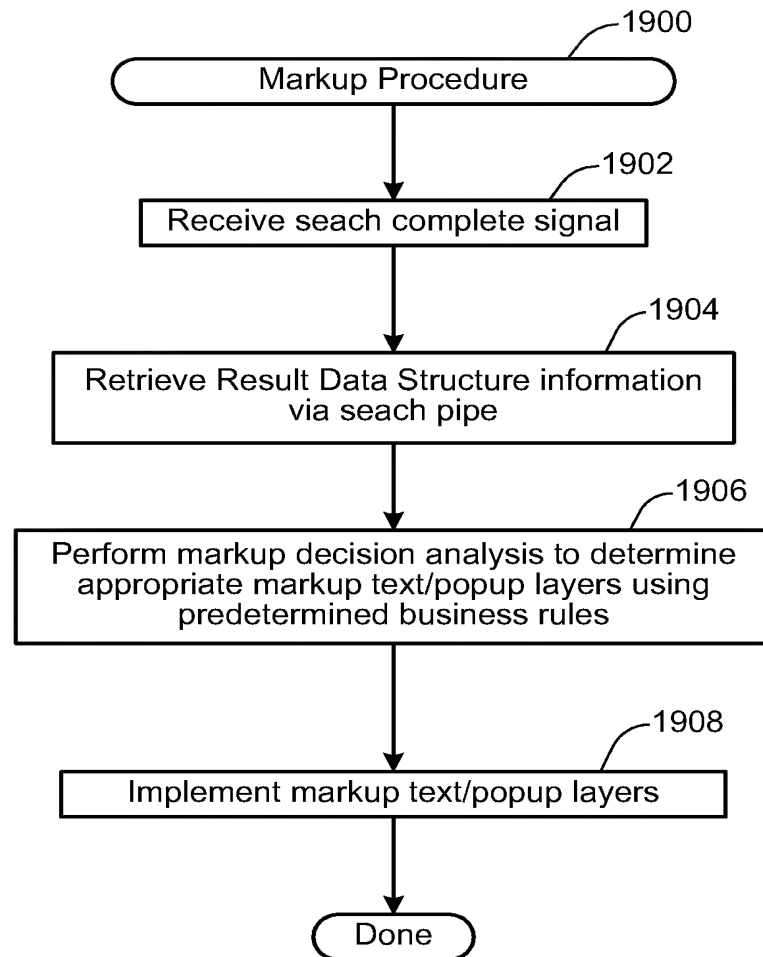 1900
Markup Procedure
1902
Receive seach complete signal
1904
Retrieve Result Data Structure information
via seach pipe
1906
Perform markup decision analysis to determine
appropriate markup text/popup layers using
predetermined business rules
1908
Implement markup text/popup layers
Done